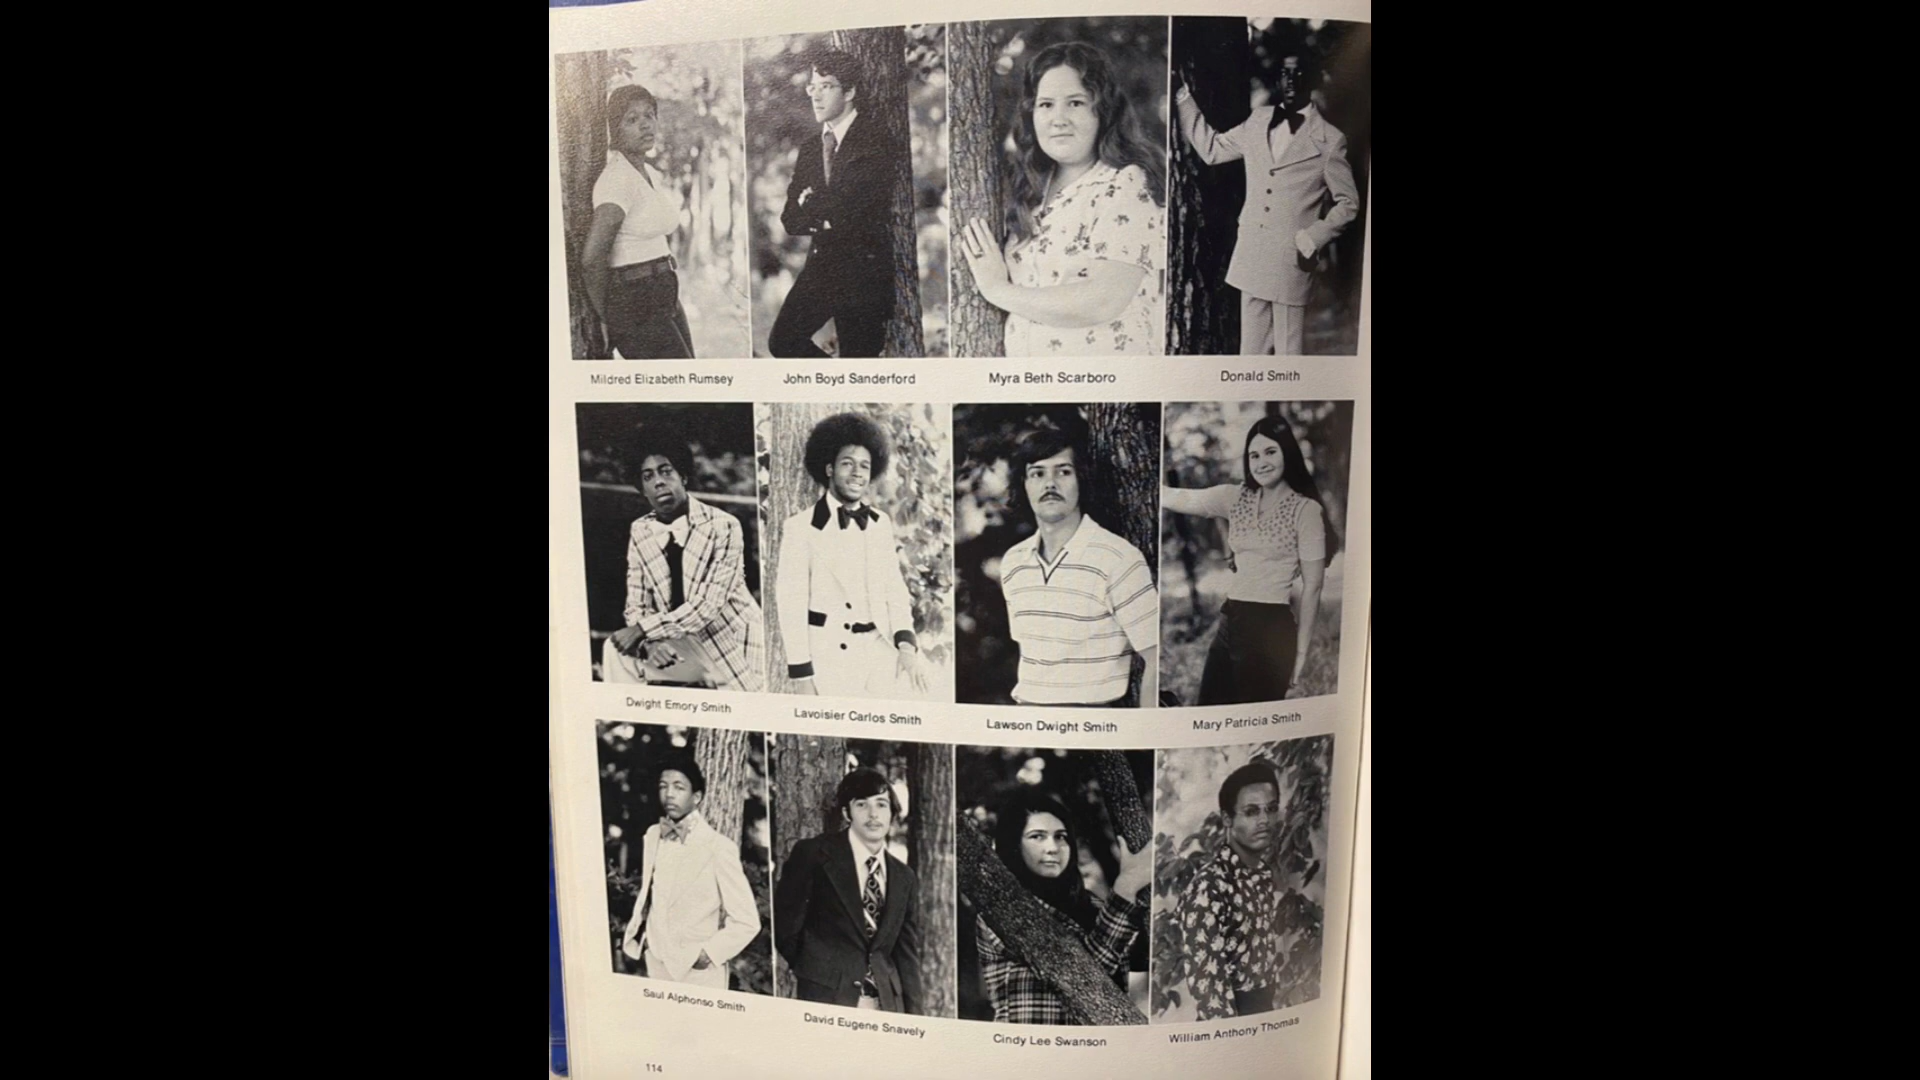 Mildred Elizabeth Rumsey
John Boyd Sanderford
Myra Beth Scarboro
Donald Smith
Dwight Emory Smith
Lavoisier Carlos Smith
Lawson Dwight Smith
Mary Patricia Smith
Saul Alphonso Smith
David Eugene Snavely
Cindy Lee Swanson
William Anthony Thomas
114